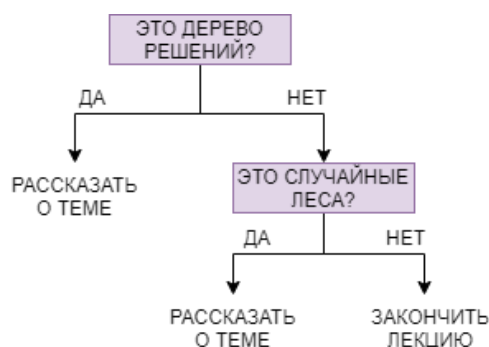 ЭТО ДЕРЕВО
РЕШЕНИЙ?
ДА
НЕТ
РАССКАЗАТЬ
О ТЕМЕ
ЭТО СЛУЧАЙНЫЕ
ЛЕСА?
ДА
НЕТ
РАССКАЗАТЬ
О ТЕМЕ
ЗАКОНЧИТЬ
ЛЕКЦИЮ